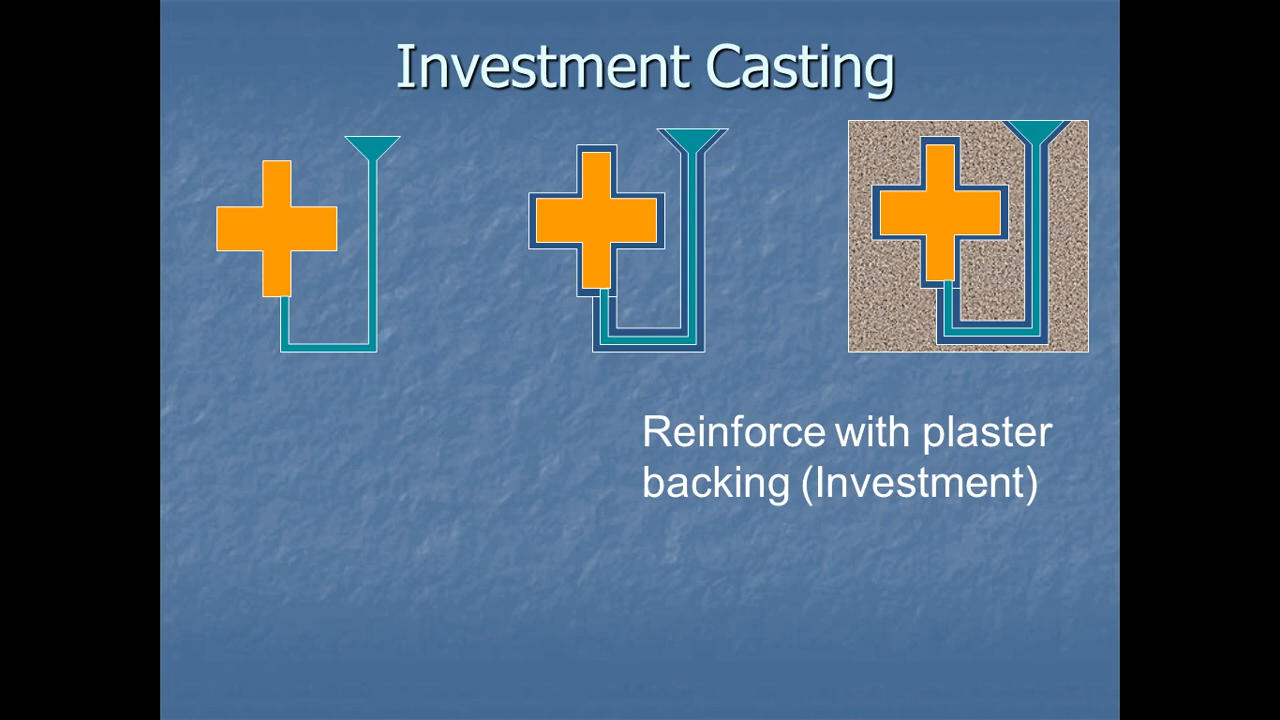 Investment Casting
Reinforce with plaster
backing (Investment)